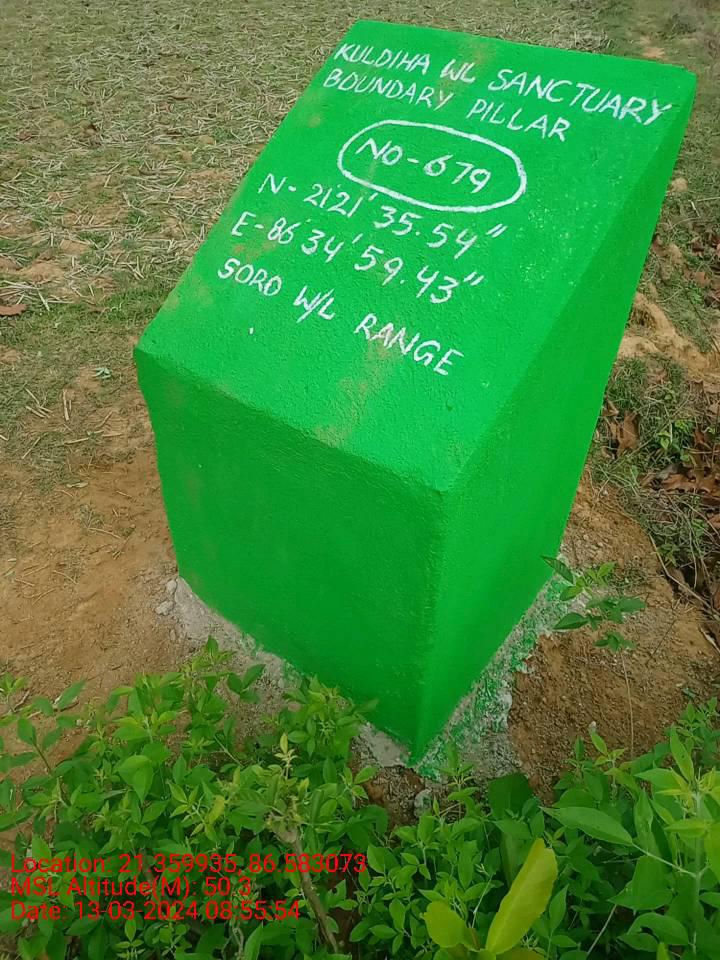 KULDIHA WL SANCTUARY
BOUNDARY PILLAR
NO-679
N- 21°21' 35.54"
E-86°34' 59.43"
SORO W/L RANGE
Location: 21.359935, 86.583073
MSL Altitude(M): 50.3
Date: 13-03-2024 08:55:54